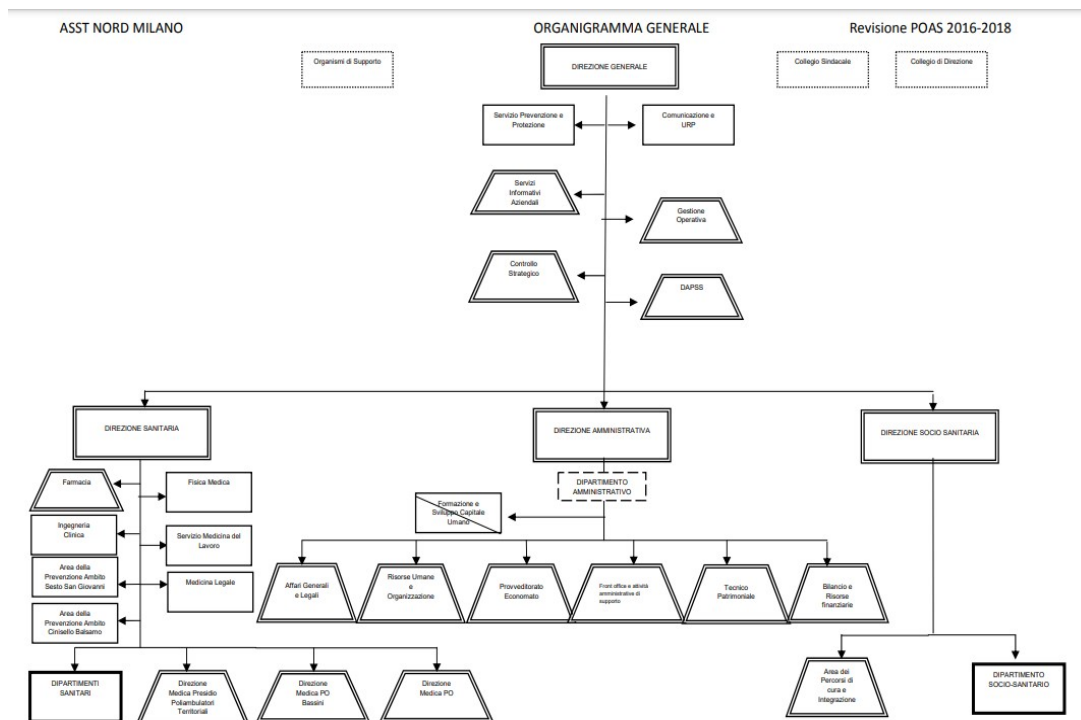 ASST NORD MILANO
ORGANIGRAMMA GENERALE
Revisione POAS 2016-2018
Organismi di Supporto
DIREZIONE GENERALE
Collegio Sindacale
Collegio di Direzione
Servizio Prevenzione e
Protezione
Comunicazione e
URP
Servizi
Informativi
Aziendali
Gestione
Operativa
Controllo
Strategico
DAPSS
DIREZIONE SANITARIA
DIREZIONE AMMINISTRATIVA
DIREZIONE SOCIO SANITARIA
Farmacia
Fisica Medica
DIPARTIMENTO
AMMINISTRATIVO
Formazione e
Sviluppo Capitale
Umano
Ingegneria
Clinica
Servizio Medicina del
Lavoro
Area della
Prevenzione Ambito
Sesto San Giovanni
Medicina Legale
Area della
Prevenzione Ambito
Cinisello Balsamo
Affari Generali
e Legali
Risorse Umane
e
Organizzazione
Provveditorato
Economato
Front office e attività
amministrative di
supporto
Tecnico
Patrimoniale
Bilancio e
Risorse
finanziarie
DIPARTIMENTI
SANITARI
Direzione
Medica Presidio
Poliambulatori
Territoriali
Direzione
Medica PO
Bassini
Direzione
Medica PO
Area dei
Percorsi di
cura e
Integrazione
DIPARTIMENTO
SOCIO-SANITARIO